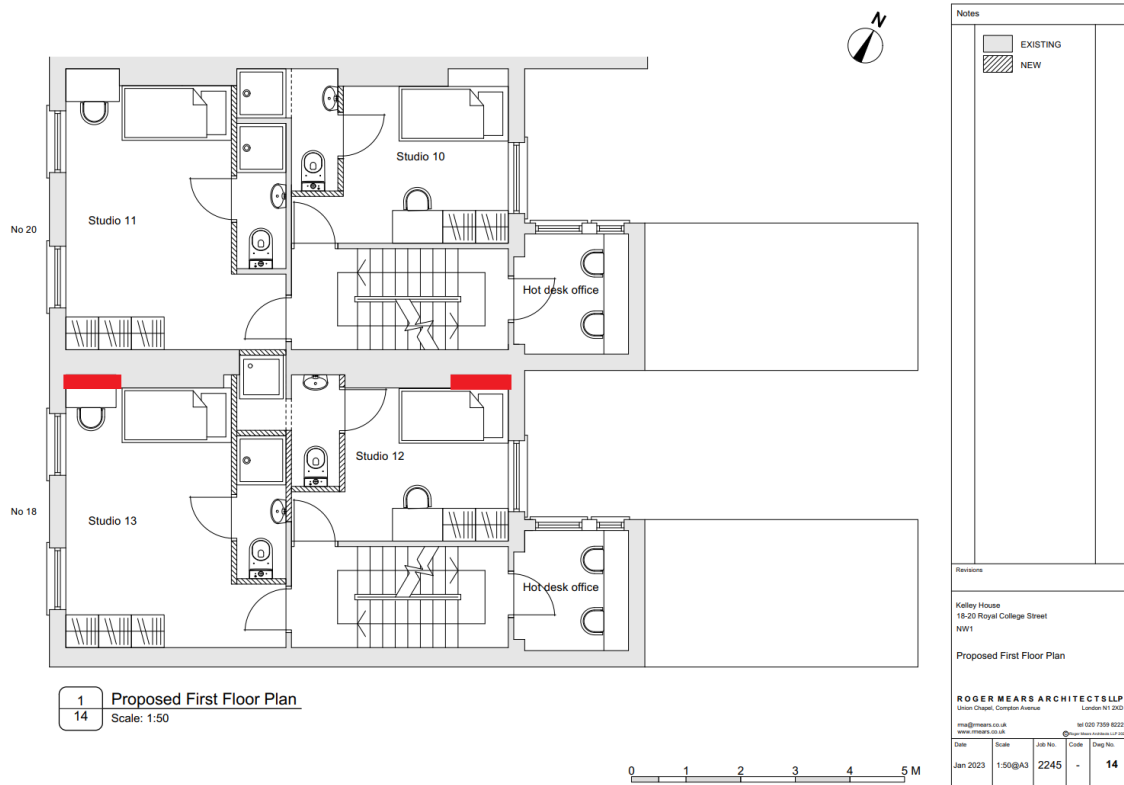 N
Notes
EXISTING
NEW
Studio 10
Studio 11
No 20
Hot desk office
Studio 12
No 18
Studio 13
Hot desk office
Revisions
Kelley House
18-20 Royal College Street
NW1
Proposed First Floor Plan
1
14
Proposed First Floor Plan
Scale: 1:50
ROGER MEARS ARCHITECTS LLP
Union Chapel, Compton Avenue London N1 2XD
rma@rmears.co.uk tel 020 7359 8222
www.rmears.co.uk
Date Scale Job No. Code Dwg No.
Jan 2023 1:50@A3 2245 - 14
0 1 2 3 4 5 M